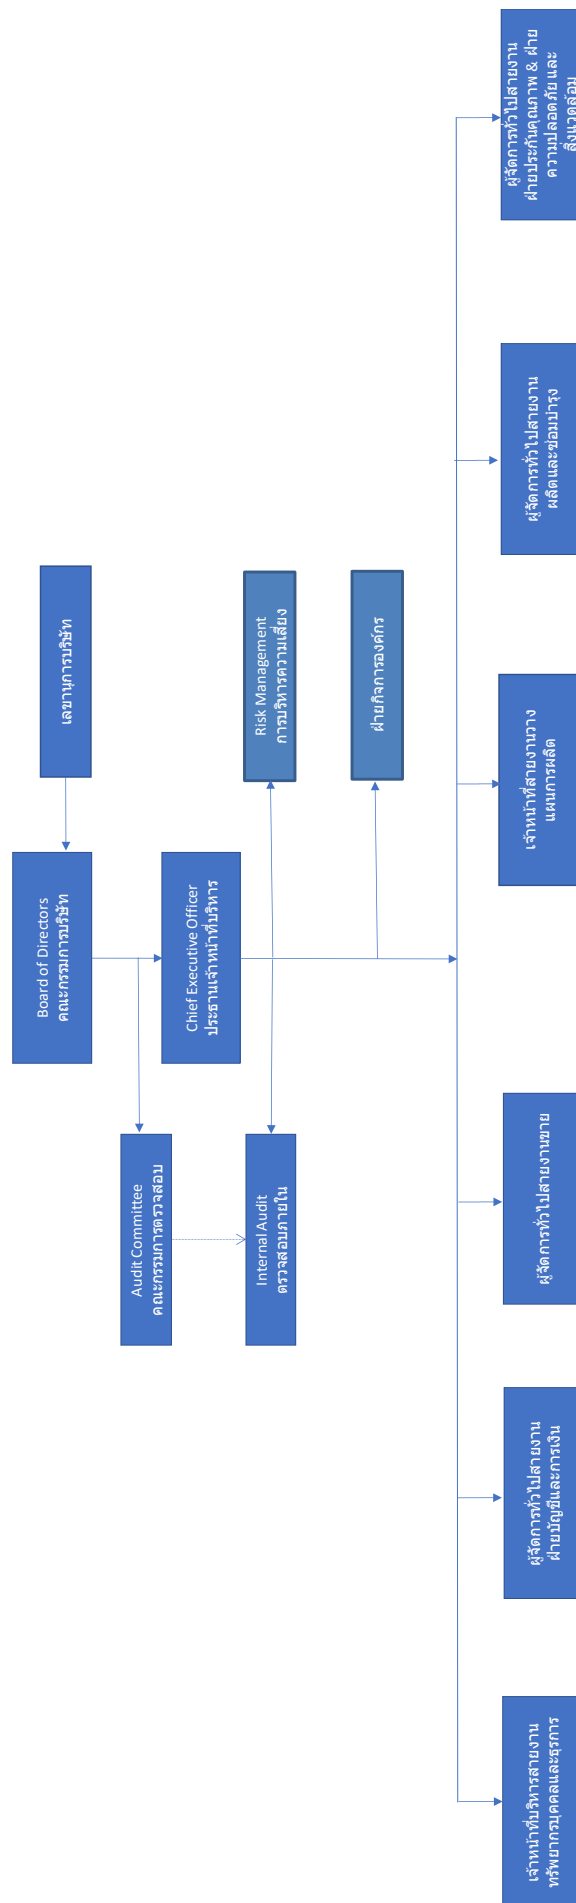 เลขานุการบริษัท
Board of Directors
คณะกรรมการบริษัท
Audit Committee
คณะกรรมการตรวจสอบ
Chief Executive Officer
ประธานเจ้าหน้าที่บริหาร
Internal Audit
ตรวจสอบภายใน
Risk Management
การบริหารความเสี่ยง
ฝ่ายกิจการองค์กร
เจ้าหน้าที่บริหารสายงาน
ทรัพยากรบุคคลและธุรการ
ผู้จัดการทั่วไปสายงาน
ฝ่ายบัญชีและการเงิน
ผู้จัดการทั่วไปสายงานขาย
เจ้าหน้าที่สายงานวาง
แผนการผลิต
ผู้จัดการทั่วไปสายงาน
ผลิตและซ่อมบำรุง
ผู้จัดการทั่วไปสายงาน
ฝ่ายประกันคุณภาพ & ฝ่าย
ความปลอดภัย และ
สิ่งแวดล้อม